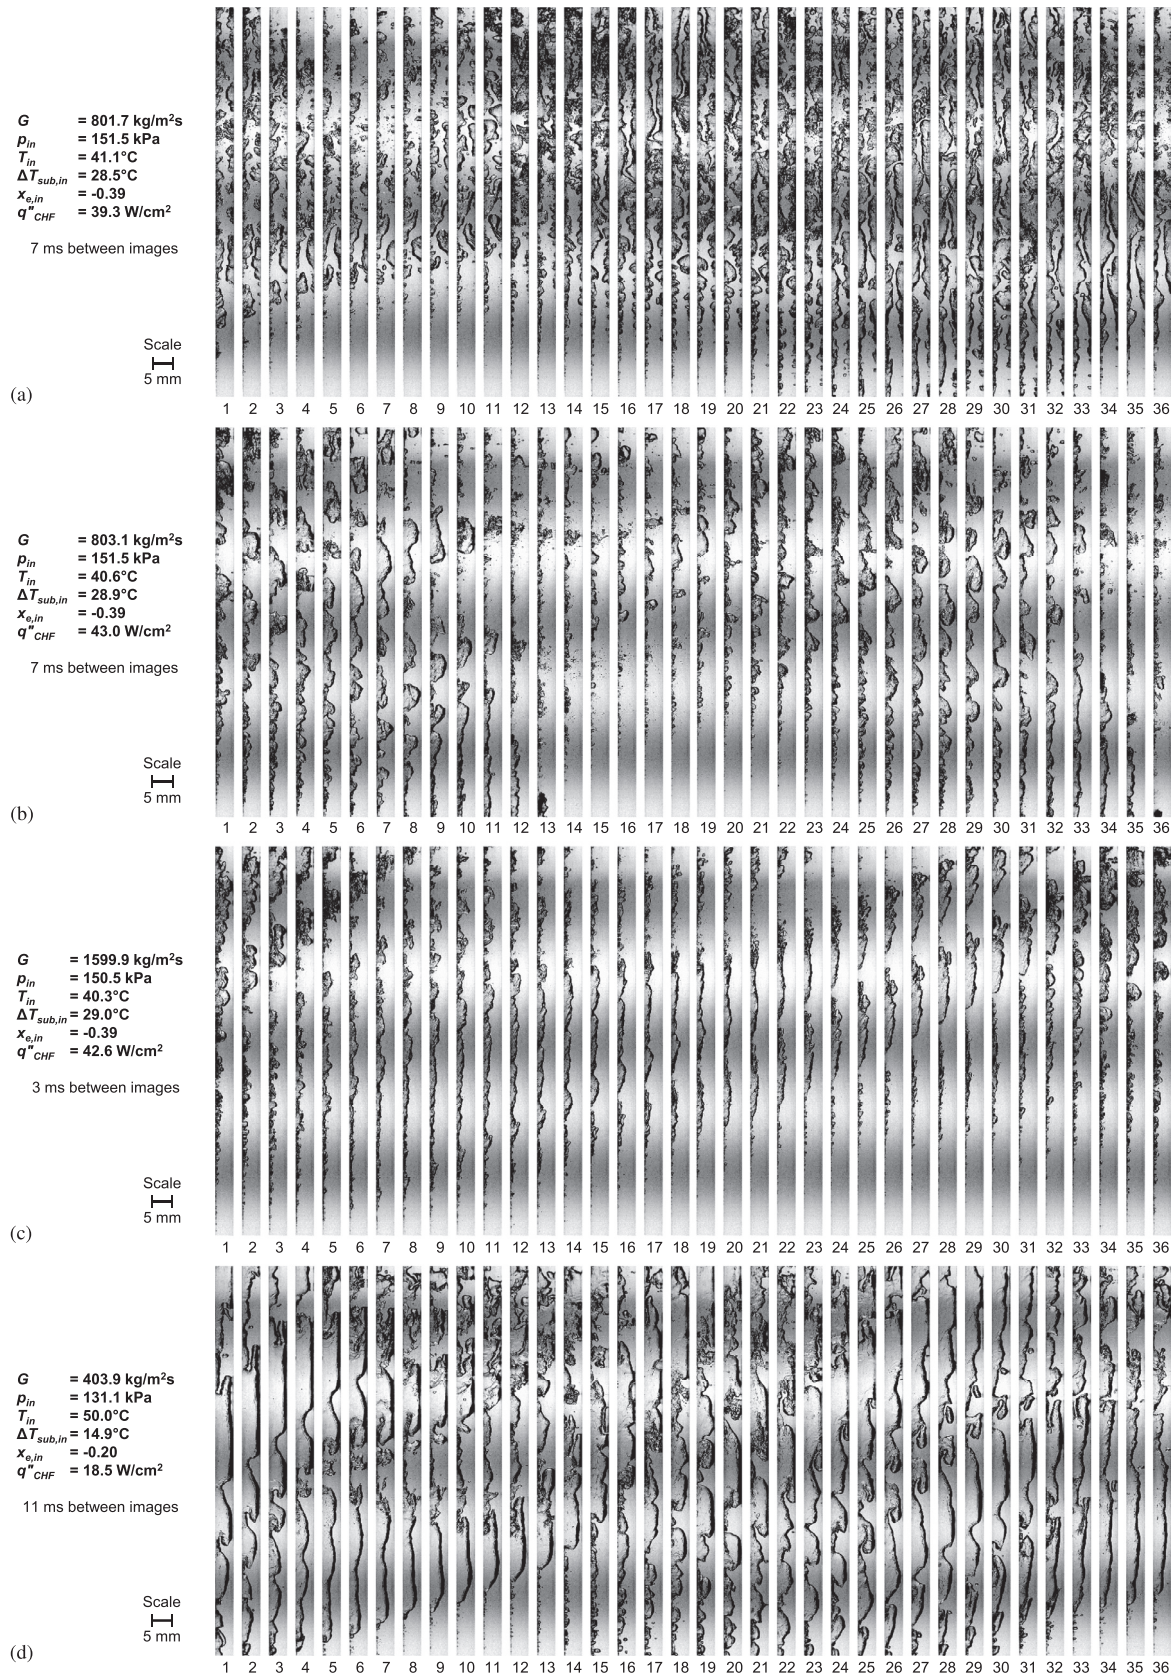 G = 801.7 kg/m²s
p_in = 151.5 kPa
T_in = 41.1°C
ΔT_sub,in = 28.5°C
x_e,in = -0.39
q"_CHF = 39.3 W/cm²
7 ms between images
Scale
5 mm
(a)
1 2 3 4 5 6 7 8 9 10 11 12 13 14 15 16 17 18 19 20 21 22 23 24 25 26 27 28 29 30 31 32 33 34 35 36
G = 803.1 kg/m²s
p_in = 151.5 kPa
T_in = 40.6°C
ΔT_sub,in = 28.9°C
x_e,in = -0.39
q"_CHF = 43.0 W/cm²
7 ms between images
Scale
5 mm
(b)
1 2 3 4 5 6 7 8 9 10 11 12 13 14 15 16 17 18 19 20 21 22 23 24 25 26 27 28 29 30 31 32 33 34 35 36
G = 1599.9 kg/m²s
p_in = 150.5 kPa
T_in = 40.3°C
ΔT_sub,in = 29.0°C
x_e,in = -0.39
q"_CHF = 42.6 W/cm²
3 ms between images
Scale
5 mm
(c)
1 2 3 4 5 6 7 8 9 10 11 12 13 14 15 16 17 18 19 20 21 22 23 24 25 26 27 28 29 30 31 32 33 34 35 36
G = 403.9 kg/m²s
p_in = 131.1 kPa
T_in = 50.0°C
ΔT_sub,in = 14.9°C
x_e,in = -0.20
q"_CHF = 18.5 W/cm²
11 ms between images
Scale
5 mm
(d)
1 2 3 4 5 6 7 8 9 10 11 12 13 14 15 16 17 18 19 20 21 22 23 24 25 26 27 28 29 30 31 32 33 34 35 36